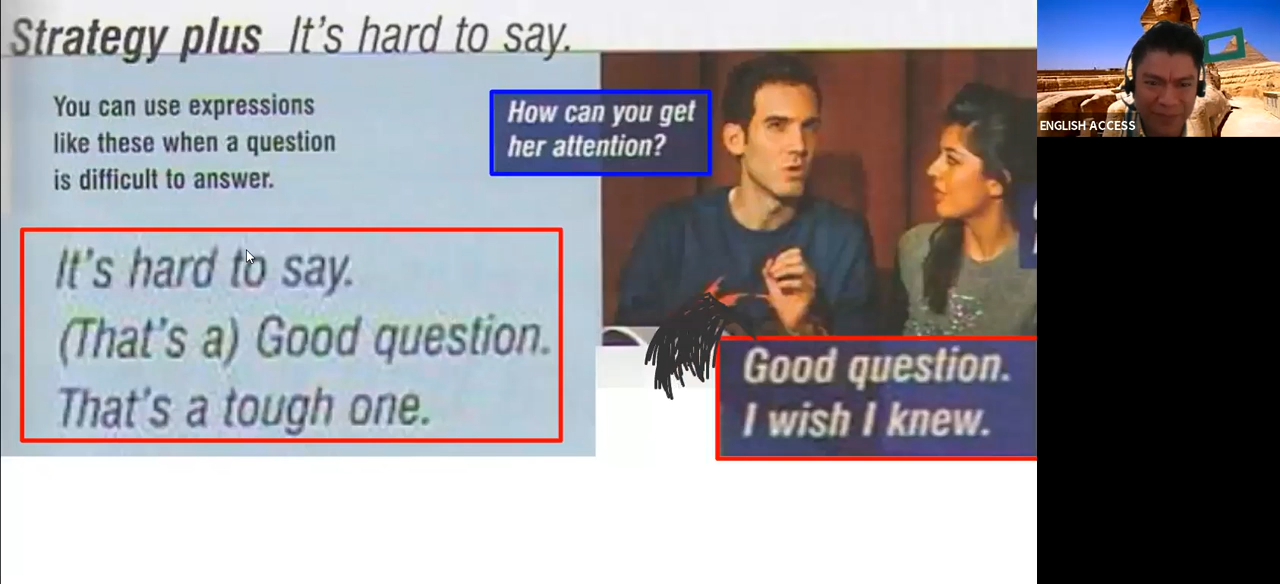 Strategy plus It's hard to say.
You can use expressions
like these when a question
is difficult to answer.
It's hard to say.
(That's a) Good question.
That's a tough one.
How can you get
her attention?
Good question.
I wish I knew.
ENGLISH ACCESS